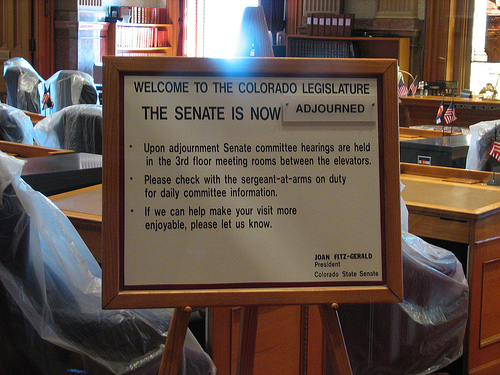 WELCOME TO THE COLORADO LEGISLATURE
THE SENATE IS NOW ADJOURNED
• Upon adjournment Senate committee hearings are held
in the 3rd floor meeting rooms between the elevators.
• Please check with the sergeant-at-arms on duty
for daily committee information.
• If we can help make your visit more
enjoyable, please let us know.
JOAN FITZ-GERALD
President
Colorado State Senate